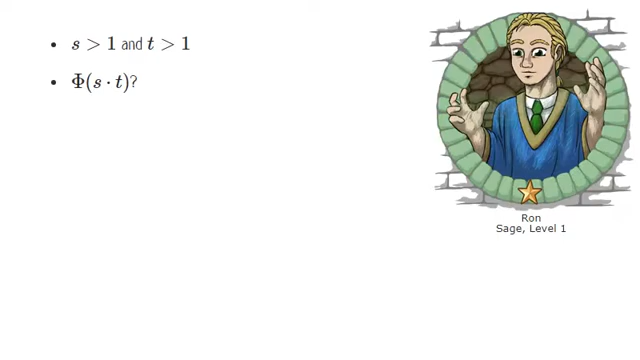 s > 1 and t > 1
Φ(s · t)?
Ron
Sage, Level 1